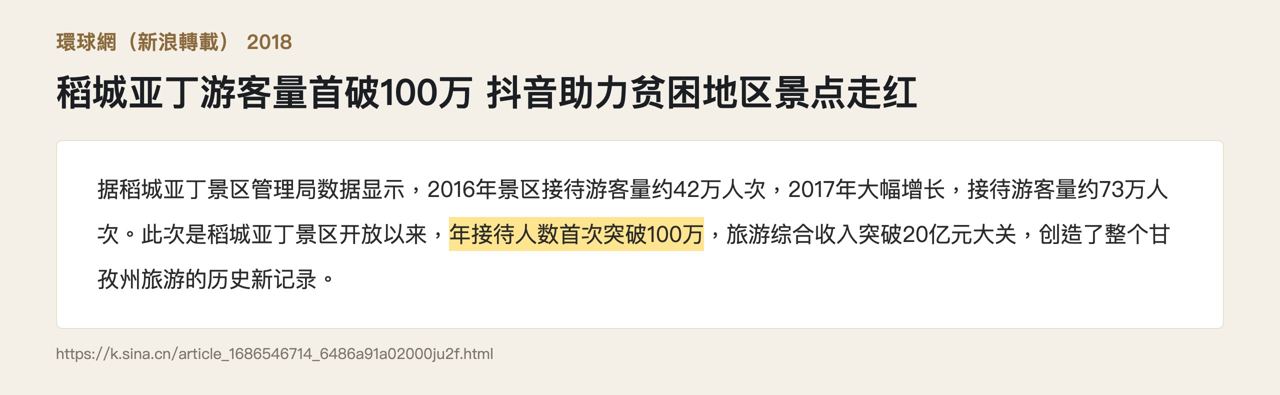 環球網（新浪轉載） 2018
稻城亚丁游客量首破100万 抖音助力贫困地区景点走红
据稻城亚丁景区管理局数据显示，2016年景区接待游客量约42万人次，2017年大幅增长，接待游客量约73万人
次。此次是稻城亚丁景区开放以来，年接待人数首次突破100万，旅游综合收入突破20亿元大关，创造了整个甘
孜州旅游的历史新记录。
https://k.sina.cn/article_1686546714_6486a91a02000ju2f.html